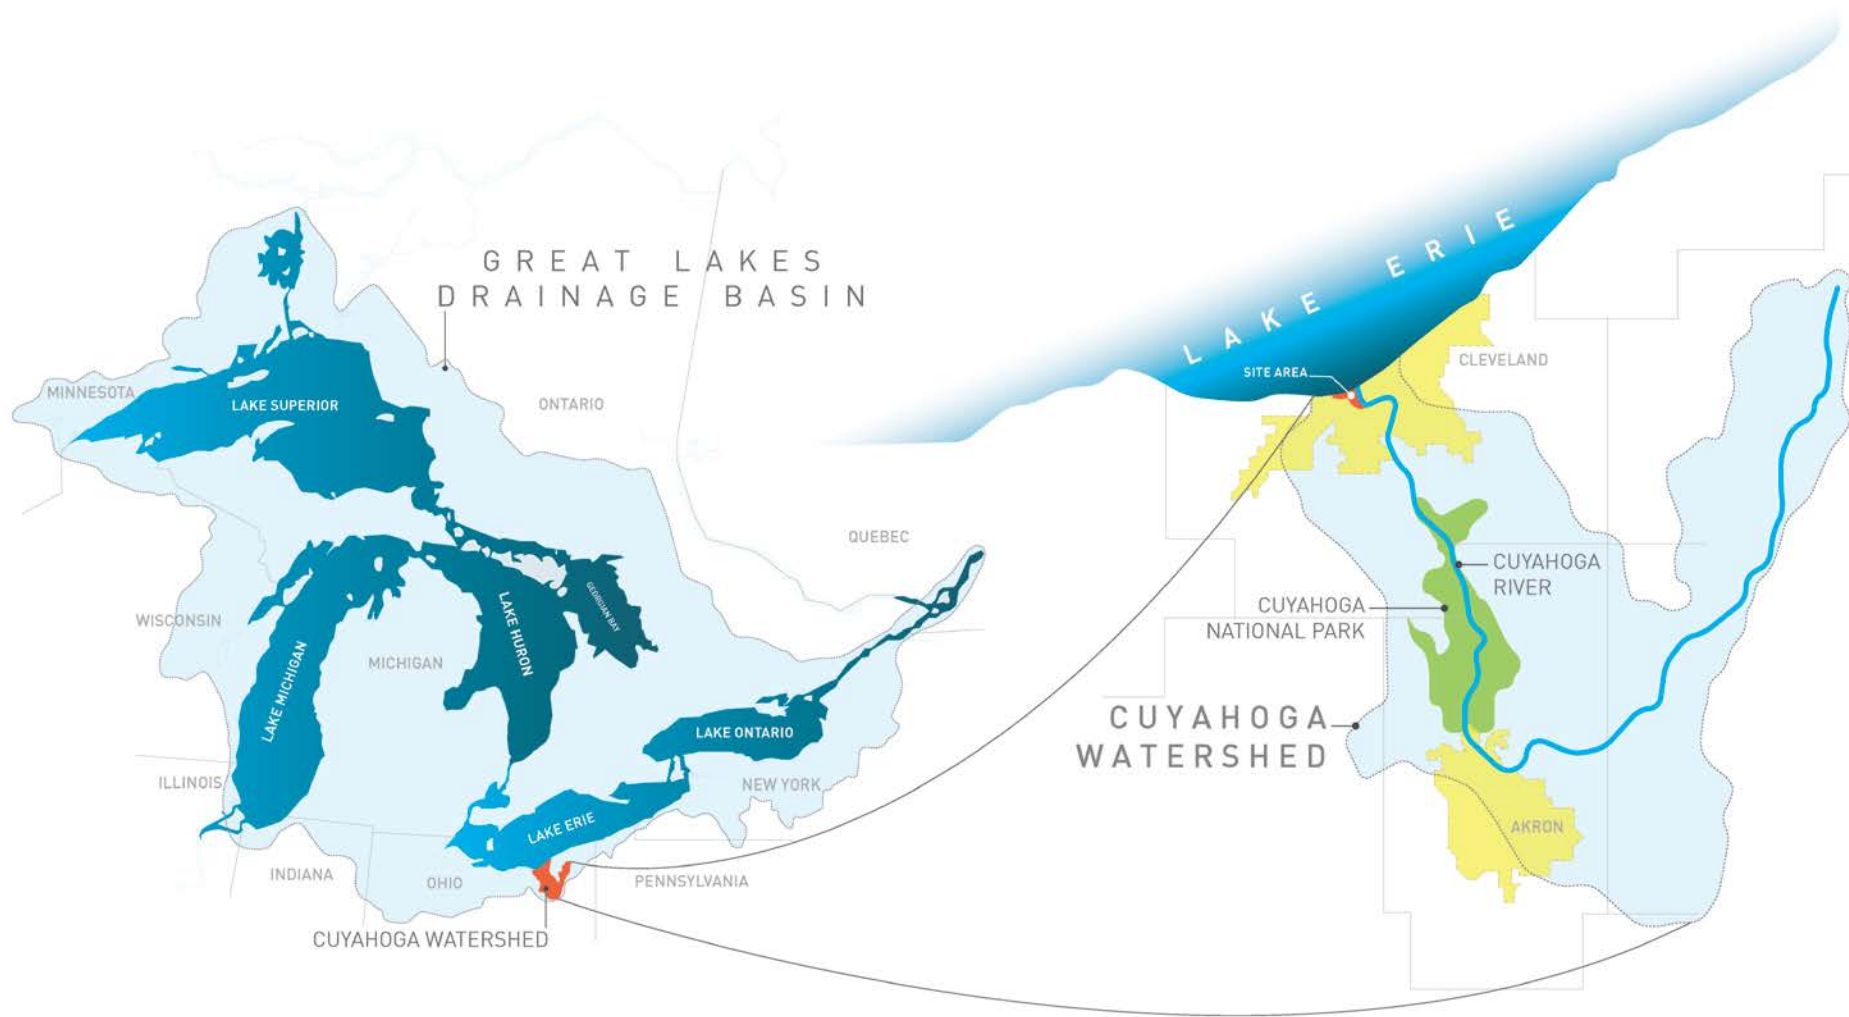 GREAT LAKES
DRAINAGE BASIN
MINNESOTA
LAKE SUPERIOR
ONTARIO
QUEBEC
WISCONSIN
MICHIGAN
LAKE MICHIGAN
LAKE HURON
GEORGIAN BAY
LAKE ONTARIO
ILLINOIS
NEW YORK
LAKE ERIE
INDIANA
OHIO
PENNSYLVANIA
CUYAHOGA WATERSHED
LAKE ERIE
SITE AREA
CLEVELAND
CUYAHOGA
RIVER
CUYAHOGA
NATIONAL PARK
CUYAHOGA
WATERSHED
AKRON